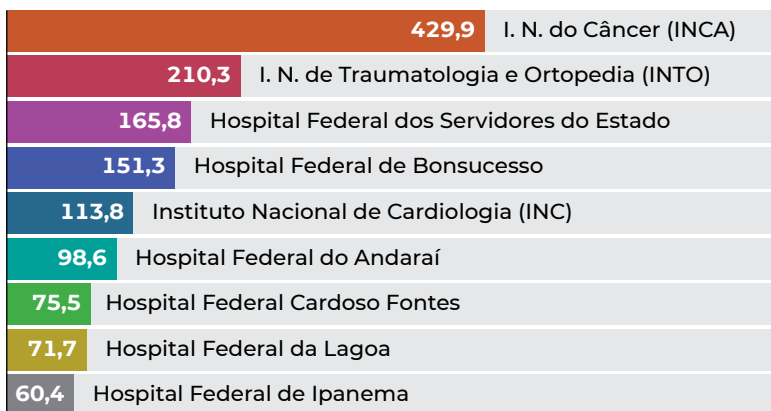 429,9 I. N. do Câncer (INCA)
210,3 I. N. de Traumatologia e Ortopedia (INTO)
165,8 Hospital Federal dos Servidores do Estado
151,3 Hospital Federal de Bonsucesso
113,8 Instituto Nacional de Cardiologia (INC)
98,6 Hospital Federal do Andaraí
75,5 Hospital Federal Cardoso Fontes
71,7 Hospital Federal da Lagoa
60,4 Hospital Federal de Ipanema